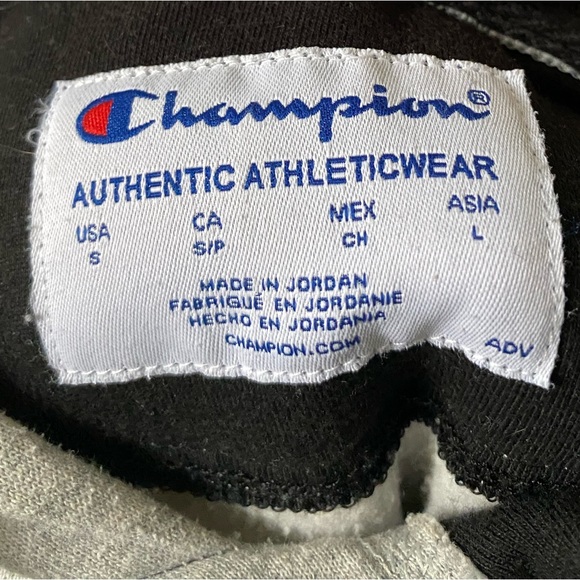 Champion®
AUTHENTIC ATHLETICWEAR
USA CA MEX ASIA
S S/P CH L
MADE IN JORDAN
FABRIQUÉ EN JORDANIE
HECHO EN JORDANIA
CHAMPION.COM
ADV